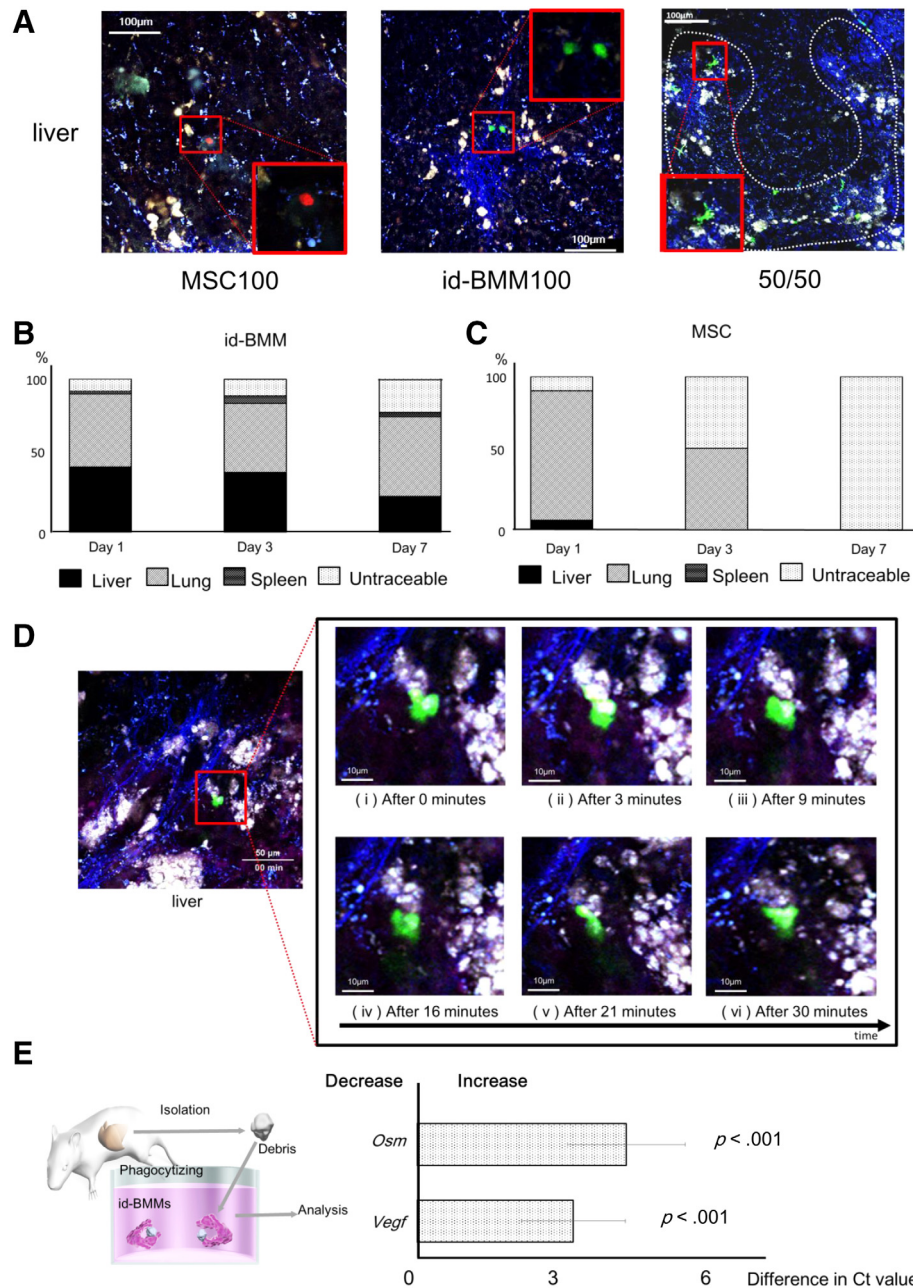 A
100μm
100μm
100μm
liver
MSC100
id-BMM100
50/50
B
id-BMM
%
100
50
0
Day 1
Day 3
Day 7
Liver
Lung
Spleen
Untraceable
C
MSC
%
100
50
0
Day 1
Day 3
Day 7
Liver
Lung
Spleen
Untraceable
D
50 μm
00 min
liver
10μm
10μm
10μm
( i ) After 0 minutes
( ii ) After 3 minutes
( iii ) After 9 minutes
10μm
10μm
10μm
( iv ) After 16 minutes
( v ) After 21 minutes
( vi ) After 30 minutes
time
E
Isolation
Debris
Phagocytizing
id-BMMs
Analysis
Decrease
Increase
Osm
p < .001
Vegf
p < .001
0
3
6
Difference in Ct value